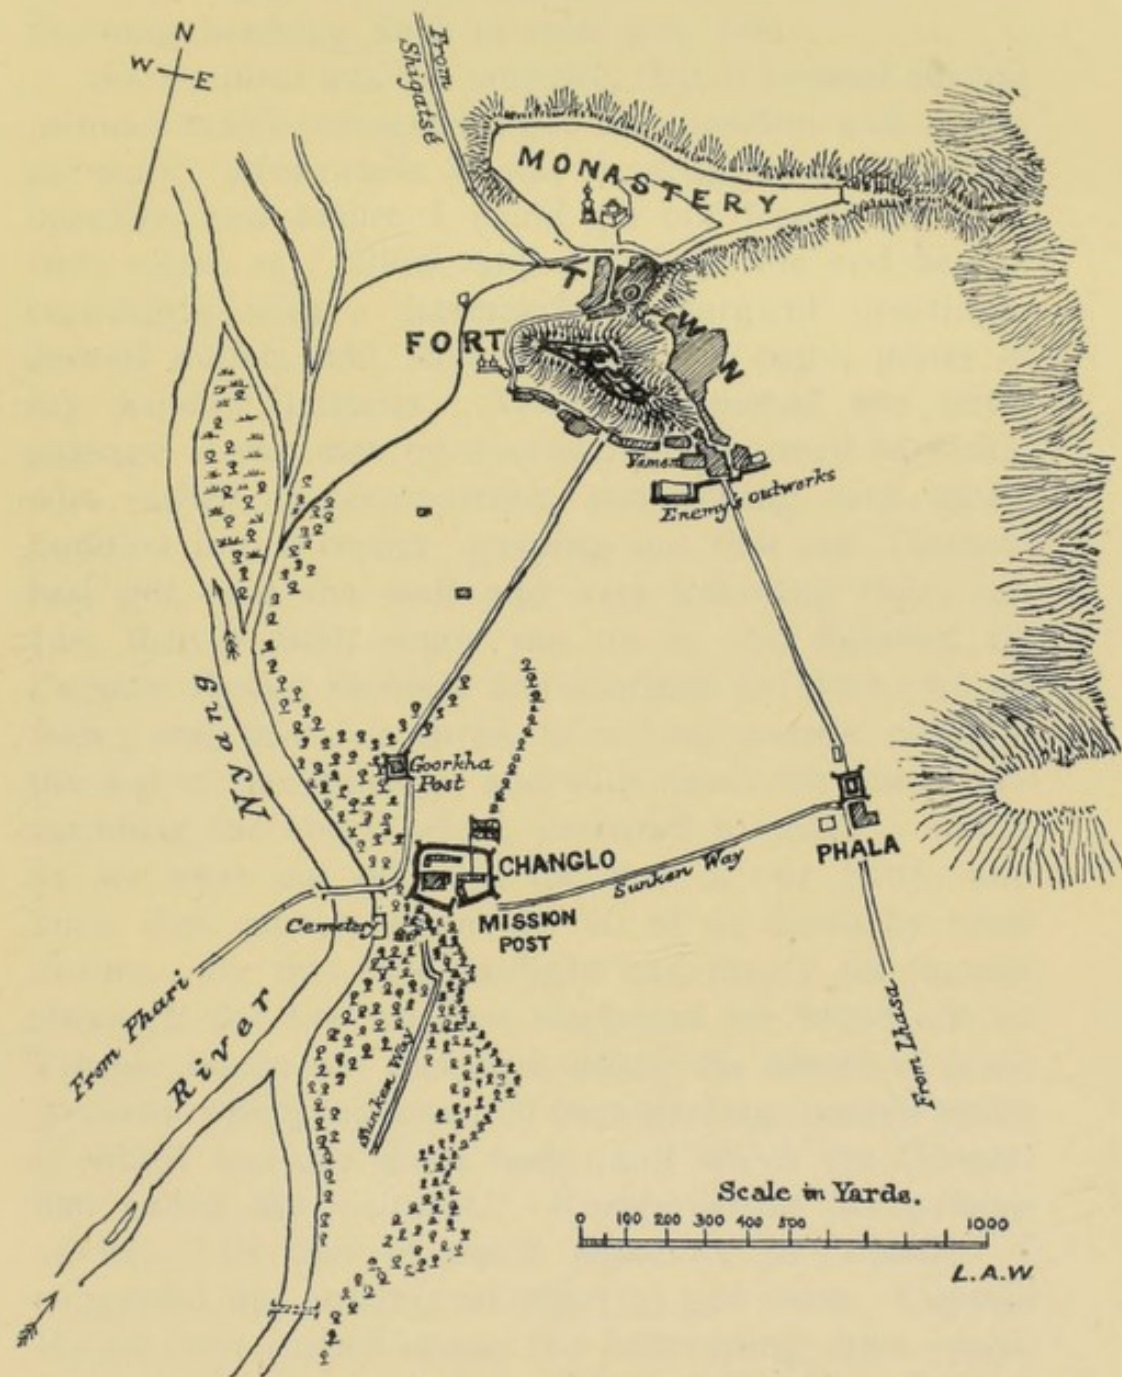 N
W
E
From
Shigatsé
MONASTERY
TOWN
FORT
Yamen
Enemy's outworks
Nyang
Goorkha
Post
CHANGLO
MISSION
POST
Sunken Way
PHALA
Cemetery
From Phari
River
Sunken Way
From Lhasa
Scale in Yards.
0 100 200 300 400 500 1000
L.A.W